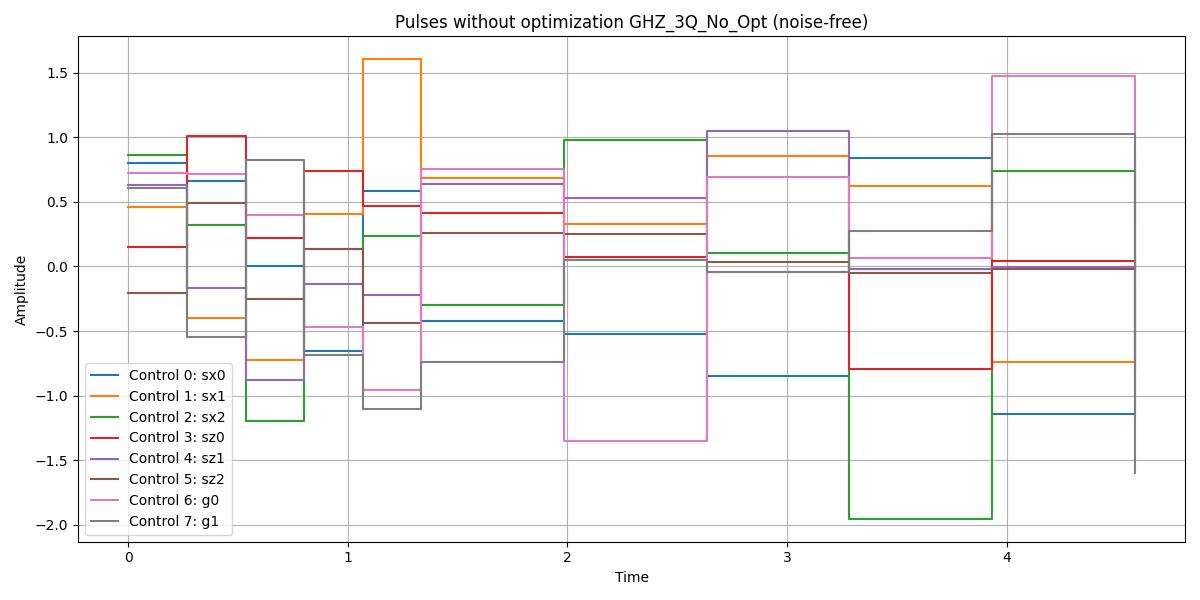 Pulses without optimization GHZ_3Q_No_Opt (noise-free)
Amplitude
1.5
1.0
0.5
0.0
−0.5
−1.0
−1.5
−2.0
Control 0: sx0
Control 1: sx1
Control 2: sx2
Control 3: sz0
Control 4: sz1
Control 5: sz2
Control 6: g0
Control 7: g1
0 1 2 3 4
Time